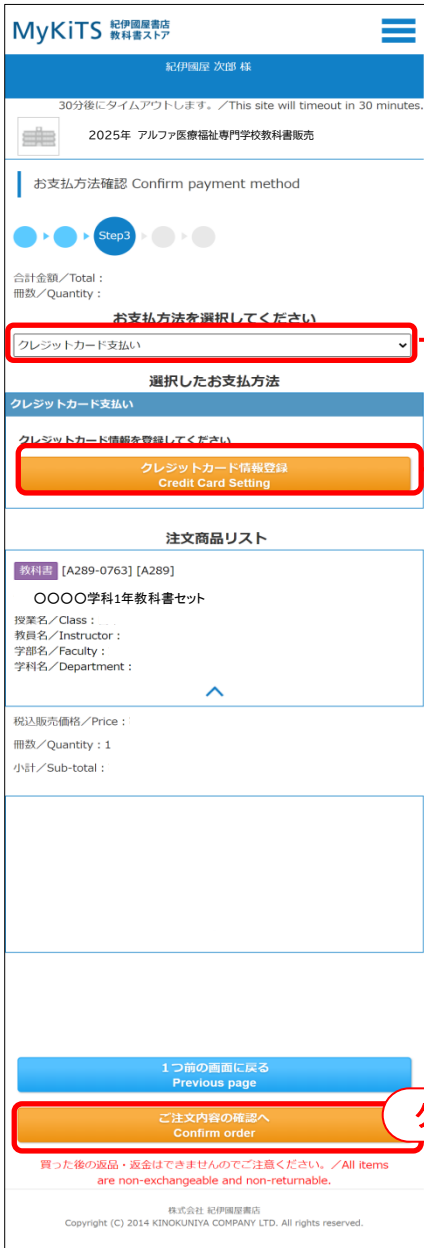 MyKiTS 紀伊國屋書店
教科書ストア
紀伊國屋 次郎 様
30分後にタイムアウトします。／This site will timeout in 30 minutes.
2025年 アルファ医療福祉専門学校教科書販売
お支払方法確認 Confirm payment method
Step3
合計金額／Total：
冊数／Quantity：
お支払方法を選択してください
クレジットカード支払い
選択したお支払方法
クレジットカード支払い
クレジットカード情報を登録してください
クレジットカード情報登録
Credit Card Setting
注文商品リスト
教科書 [A289-0763] [A289]
〇〇〇〇学科1年教科書セット
授業名／Class：
教員名／Instructor：
学部名／Faculty：
学科名／Department：
税込販売価格／Price：
冊数／Quantity：1
小計／Sub-total：
1つ前の画面に戻る
Previous page
ご注文内容の確認へ
Confirm order
買った後の返品・返金はできませんのでご注意ください。／All items
are non-exchangeable and non-returnable.
株式会社 紀伊國屋書店
Copyright (C) 2014 KINOKUNIYA COMPANY LTD. All rights reserved.